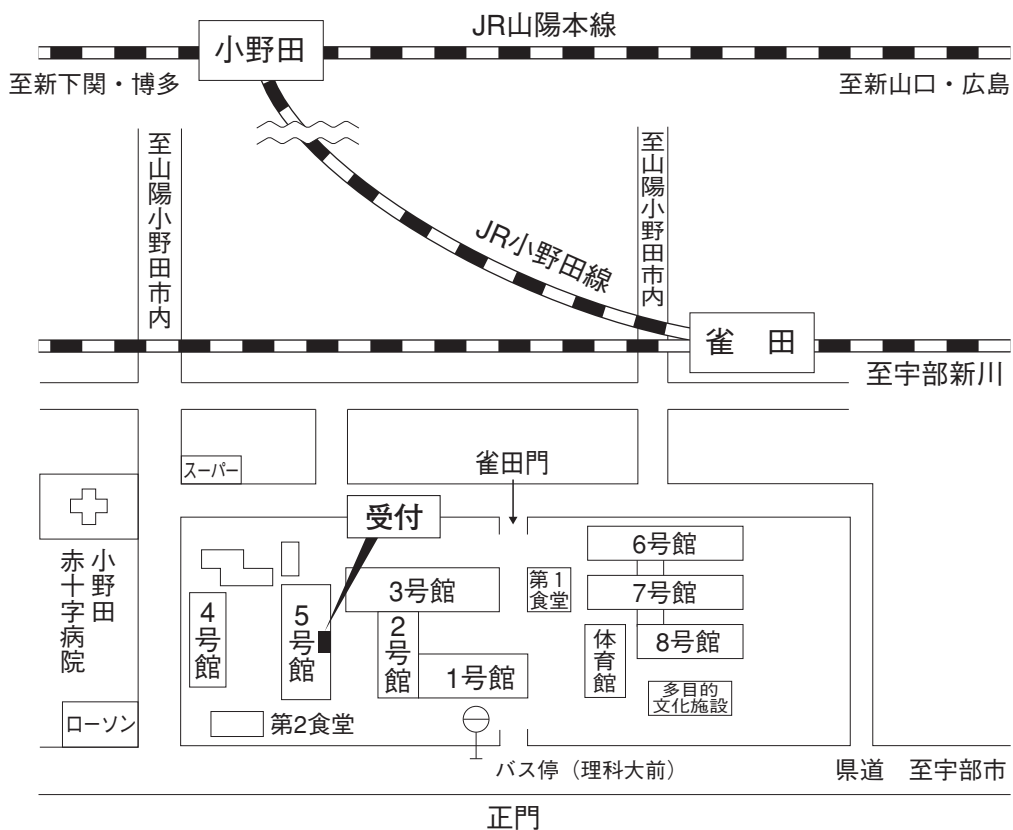 JR山陽本線
小野田
至新下関・博多
至新山口・広島
至山陽小野田市内
至山陽小野田市内
JR小野田線
雀　田
至宇部新川
スーパー
雀田門
受付
6号館
3号館
第1
食堂
7号館
4号館
5号館
2号館
体育館
8号館
小野田
赤十字病院
1号館
多目的
文化施設
ローソン
第2食堂
バス停（理科大前）
県道　至宇部市
正門